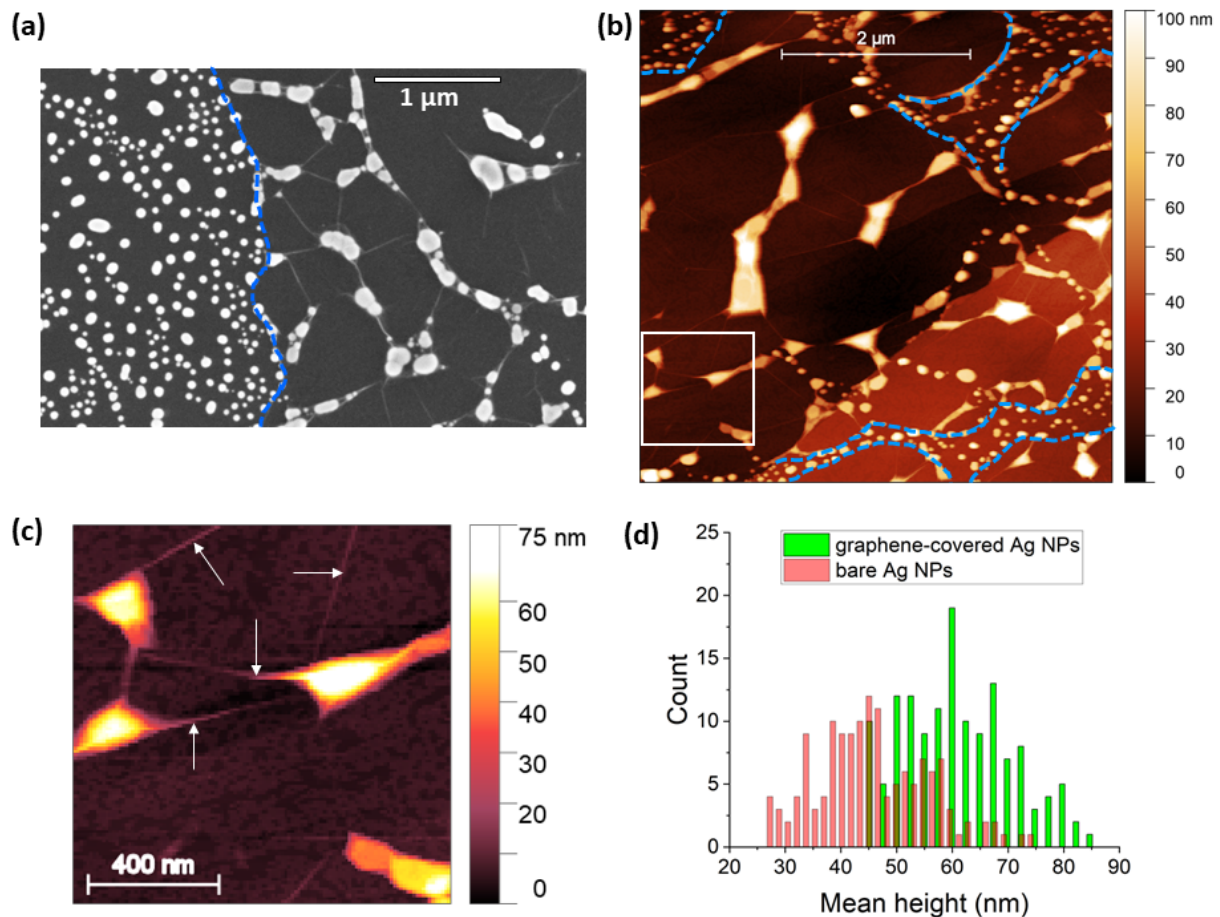 (a)
1 µm
(b)
2 µm
100 nm
90
80
70
60
50
40
30
20
10
0
(c)
75 nm
60
50
40
30
20
10
0
400 nm
(d)
graphene-covered Ag NPs
bare Ag NPs
25
20
15
10
5
0
Count
20 30 40 50 60 70 80 90
Mean height (nm)